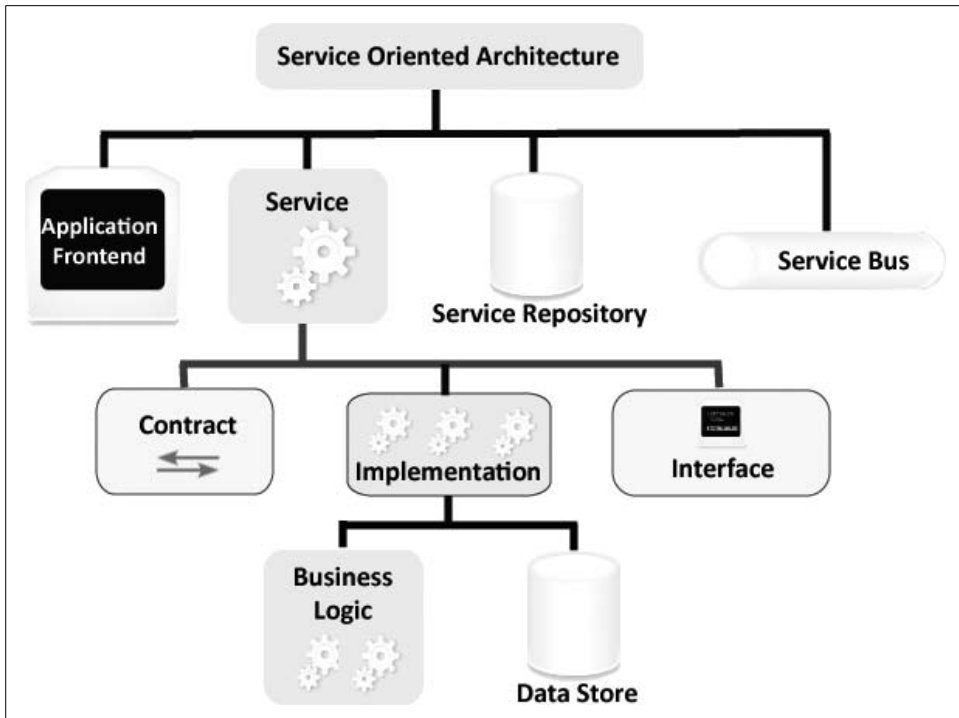 Service Oriented Architecture
Application
Frontend
Service
Service Repository
Service Bus
Contract
Implementation
Interface
Business
Logic
Data Store